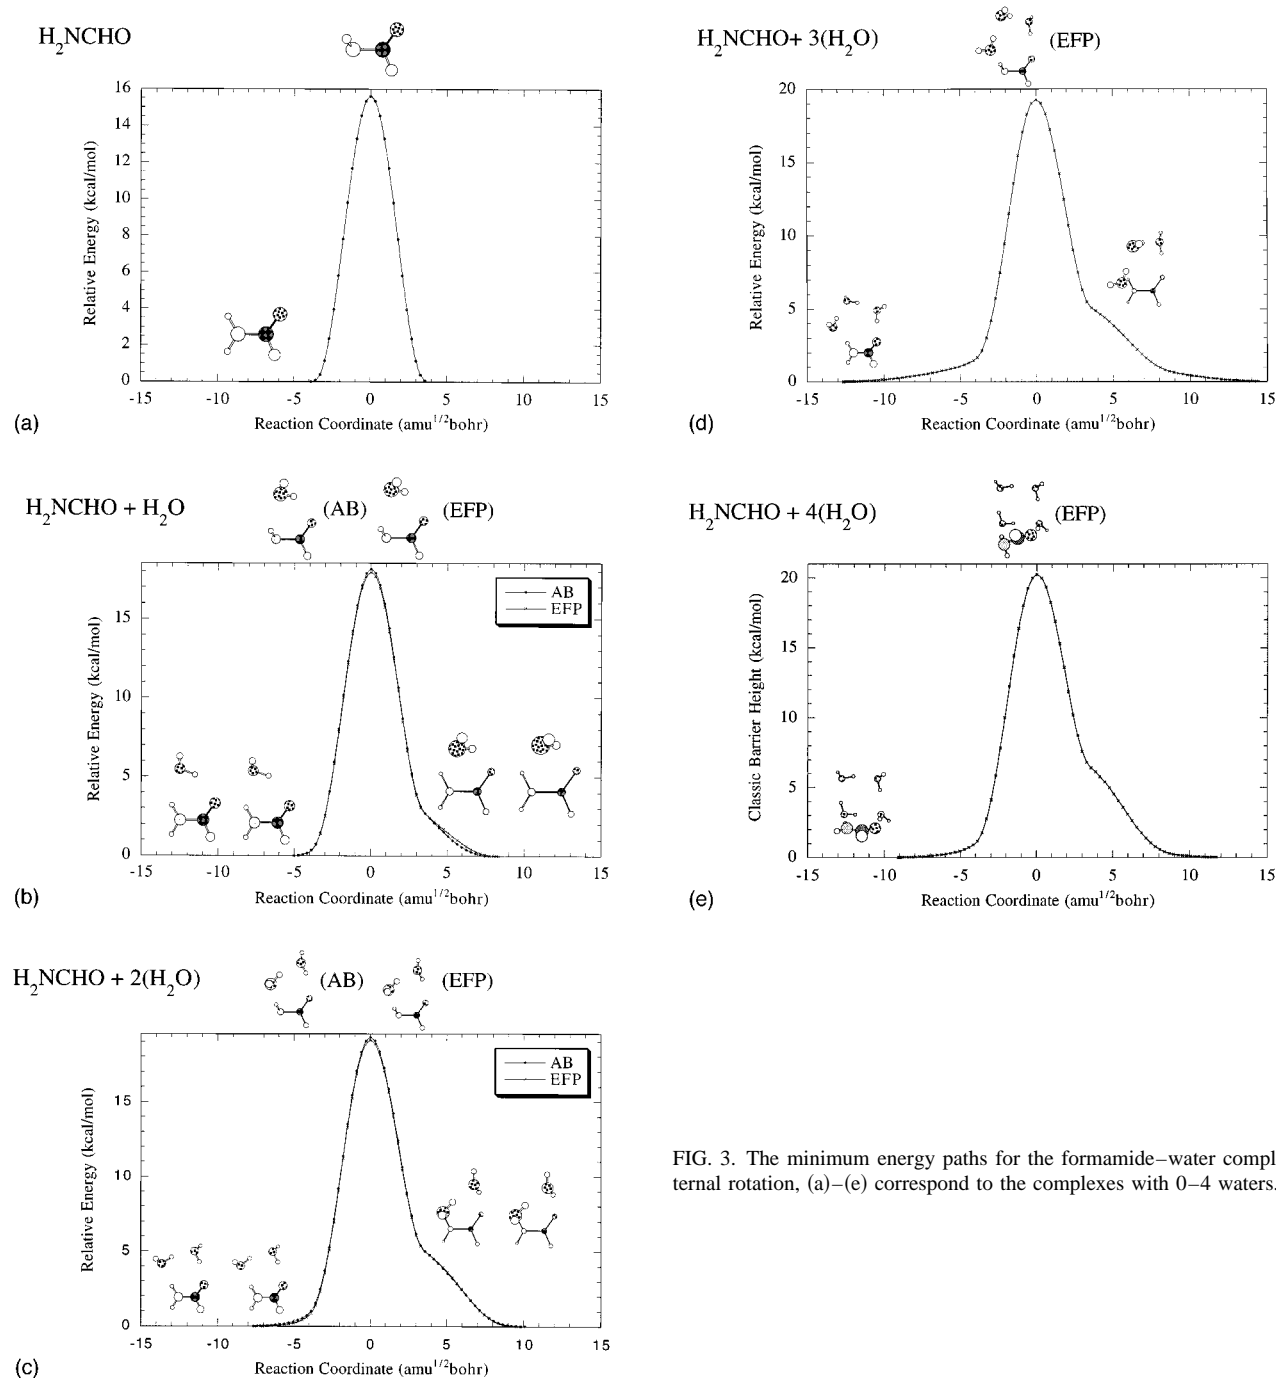 H2NCHO
16
14
12
10
8
6
4
2
0
Relative Energy (kcal/mol)
-15 -10 -5 0 5 10 15
Reaction Coordinate (amu1/2bohr)
(a)
H2NCHO + H2O
(AB)
(EFP)
AB
EFP
15
10
5
0
Relative Energy (kcal/mol)
-15 -10 -5 0 5 10 15
Reaction Coordinate (amu1/2bohr)
(b)
H2NCHO + 2(H2O)
(AB)
(EFP)
AB
EFP
15
10
5
0
Relative Energy (kcal/mol)
-15 -10 -5 0 5 10 15
Reaction Coordinate (amu1/2bohr)
(c)
H2NCHO+ 3(H2O)
(EFP)
20
15
10
5
0
Relative Energy (kcal/mol)
-15 -10 -5 0 5 10 15
Reaction Coordinate (amu1/2bohr)
(d)
H2NCHO + 4(H2O)
(EFP)
20
15
10
5
0
Classic Barrier Height (kcal/mol)
-15 -10 -5 0 5 10 15
Reaction Coordinate (amu1/2bohr)
(e)
FIG. 3. The minimum energy paths for the formamide–water compl
ternal rotation, (a)–(e) correspond to the complexes with 0–4 waters.